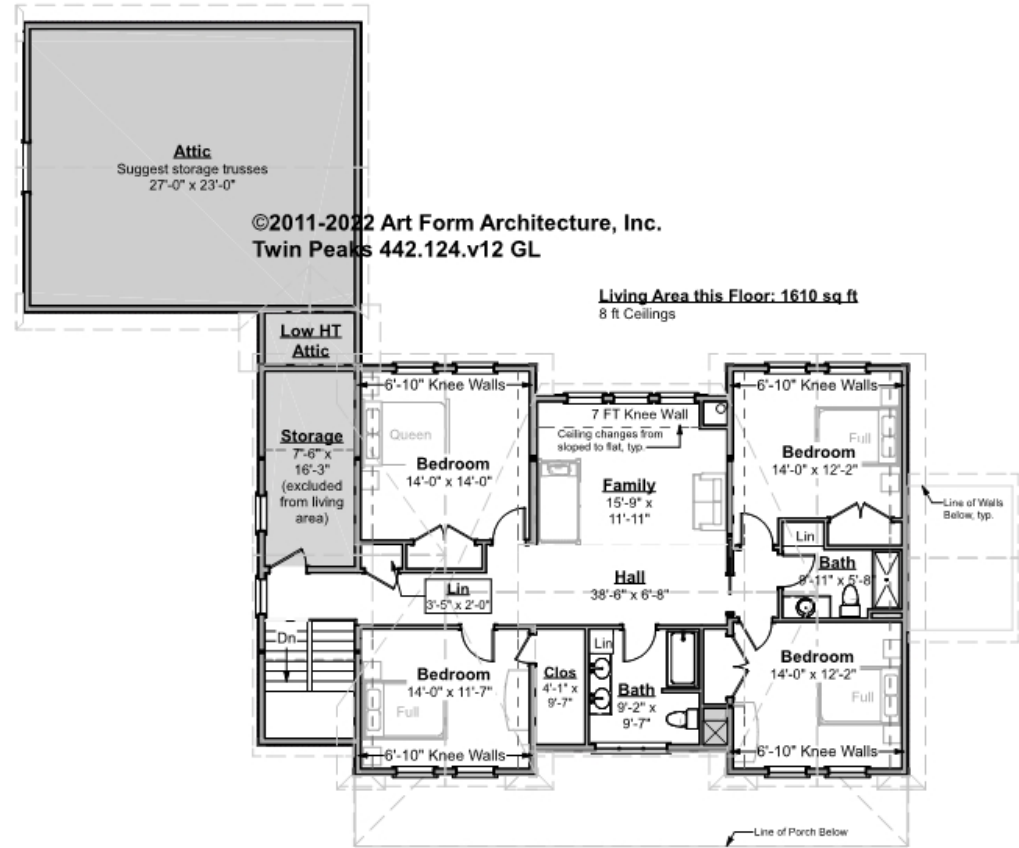 Attic
Suggest storage trusses
27'-0" x 23'-0"
©2011-2022 Art Form Architecture, Inc.
Twin Peaks 442.124.v12 GL
Living Area this Floor: 1610 sq ft
8 ft Ceilings
Low HT
Attic
6'-10" Knee Walls
7 FT Knee Wall
Ceiling changes from
sloped to flat, typ.
6'-10" Knee Walls
Storage
7'-6" x
16'-3"
(excluded
from living
area)
Queen
Bedroom
14'-0" x 14'-0"
Family
15'-9" x
11'-11"
Full
Bedroom
14'-0" x 12'-2"
Line of Walls
Below, typ.
Lin
Bath
9'-11" x 5'-8"
Lin
3'-5" x 2'-0"
Hall
38'-6" x 6'-8"
Dn
Bedroom
14'-0" x 11'-7"
Full
Clos
4'-1" x
9'-7"
Lin
Bath
9'-2" x
9'-7"
Bedroom
14'-0" x 12'-2"
Full
6'-10" Knee Walls
6'-10" Knee Walls
Line of Porch Below